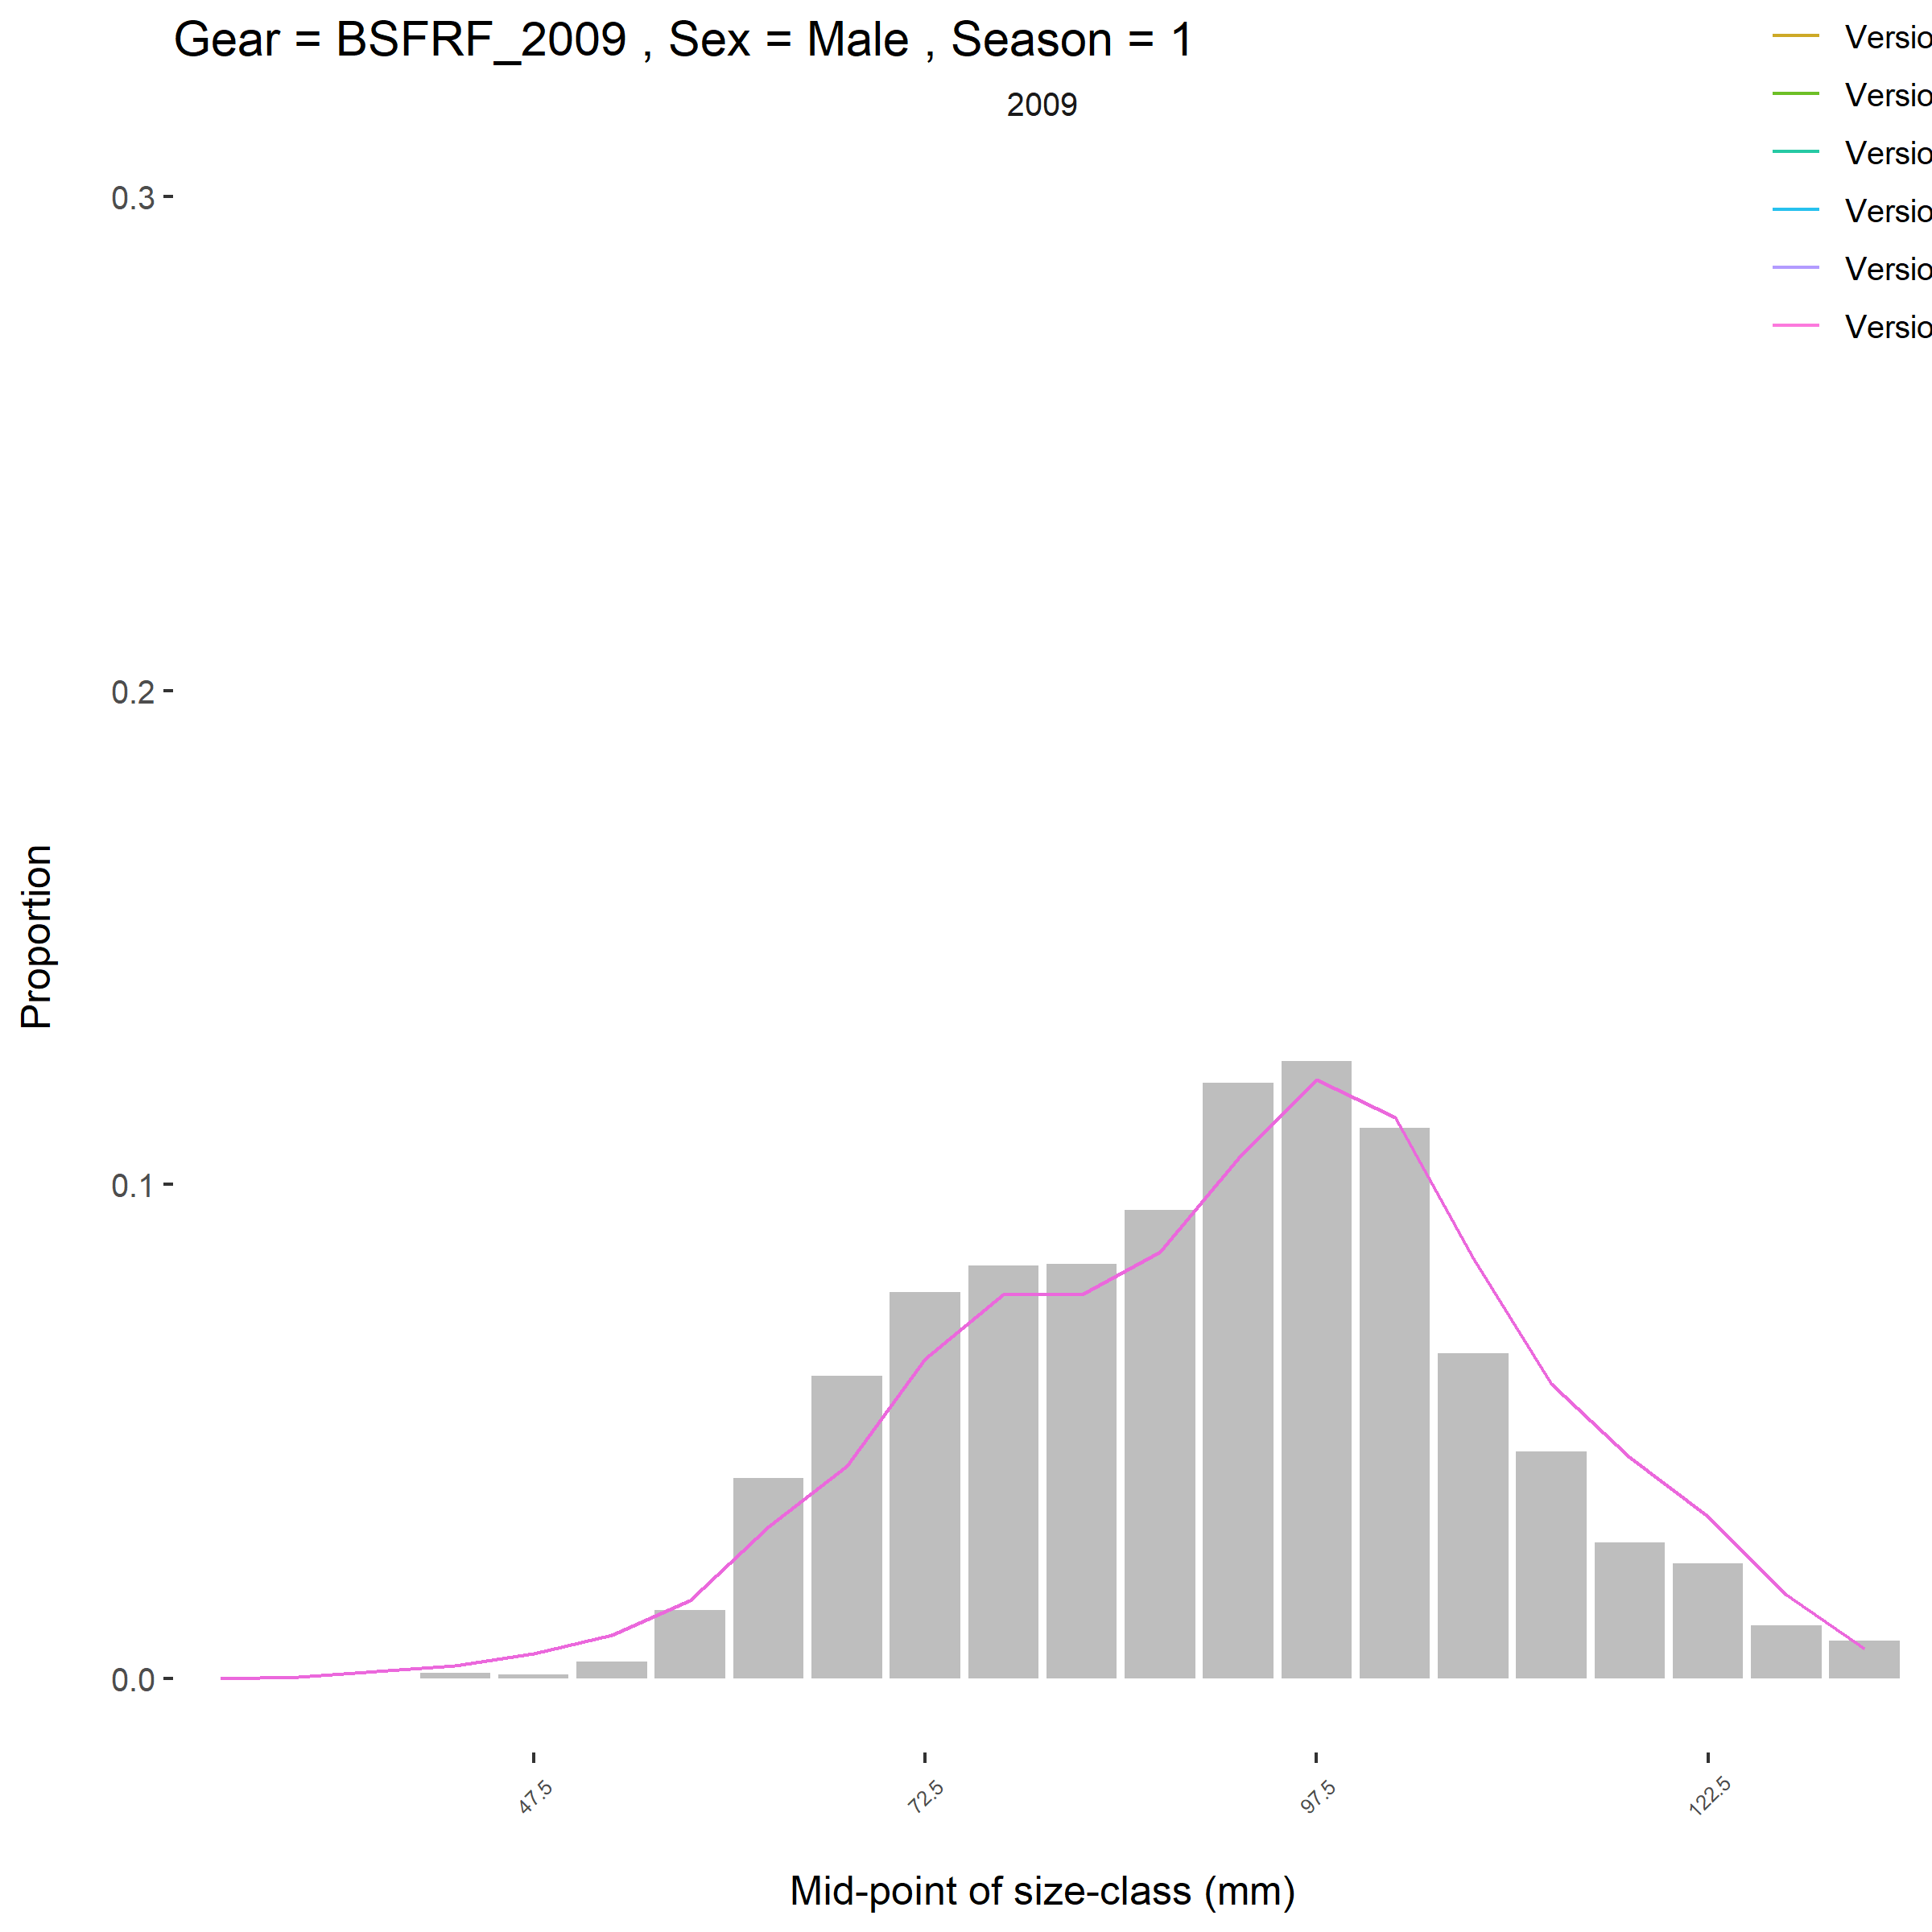 Gear = BSFRF_2009 , Sex = Male , Season = 1
2009
Versio
Versio
Versio
Versio
Versio
Versio
0.3
0.2
0.1
0.0
Proportion
47.5
72.5
97.5
122.5
Mid-point of size-class (mm)